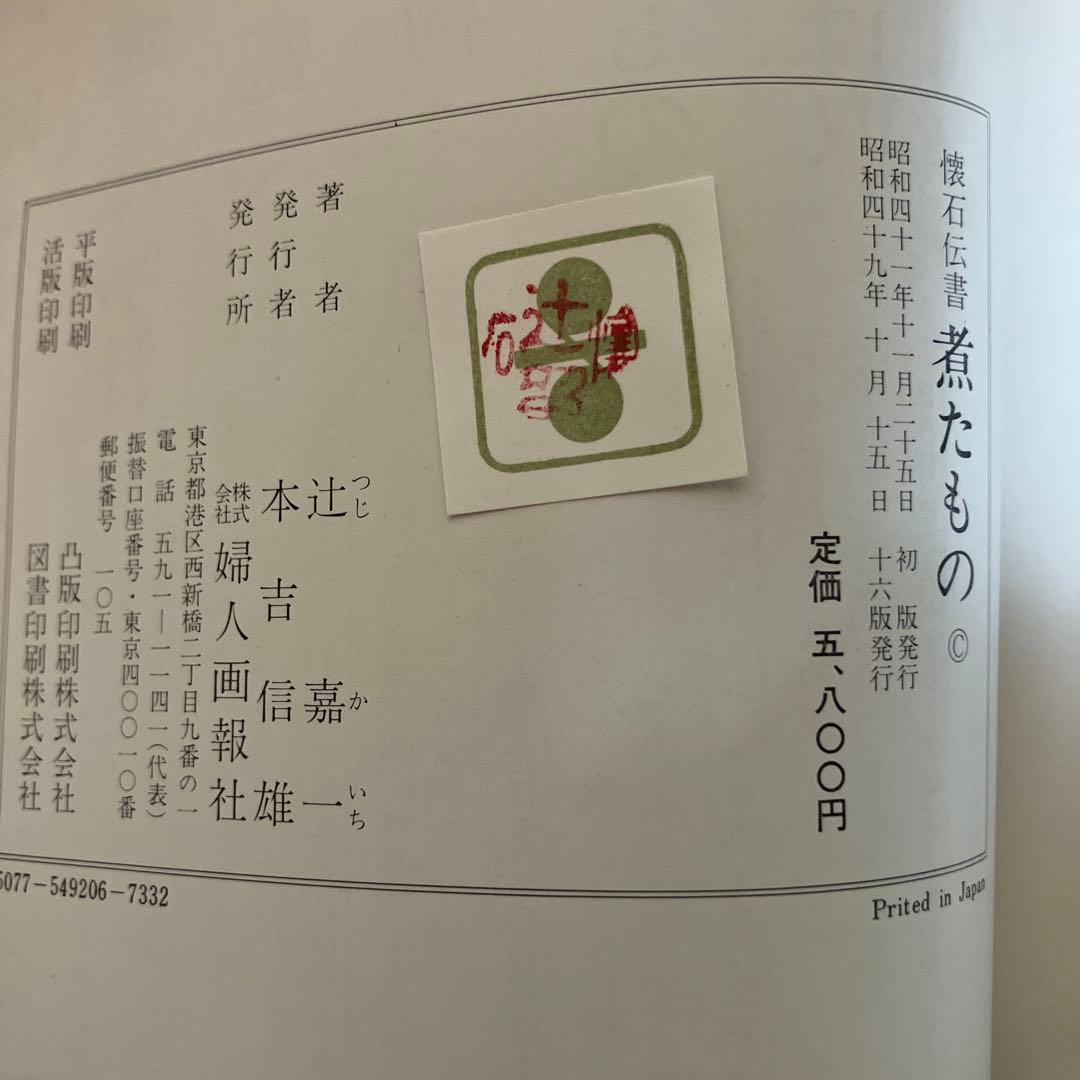 懐石伝書 煮たもの ©
昭和四十一年十一月二十五日 初 版発行
昭和四十九年 十 月 十五 日 十六版発行
定価 五、八〇〇円
著 者 辻 嘉 一
つじ か いち
発行者 本 吉 信 雄
発行所 株式会社 婦人画報社
東京都港区西新橋二丁目九番の一
電 話 五九一―一一四一(代表)
振替口座番号・東京四〇〇一〇番
郵便番号 一〇五
平版印刷 凸版印刷株式会社
活版印刷 図書印刷株式会社
5077-549206-7332
Prited in Japan